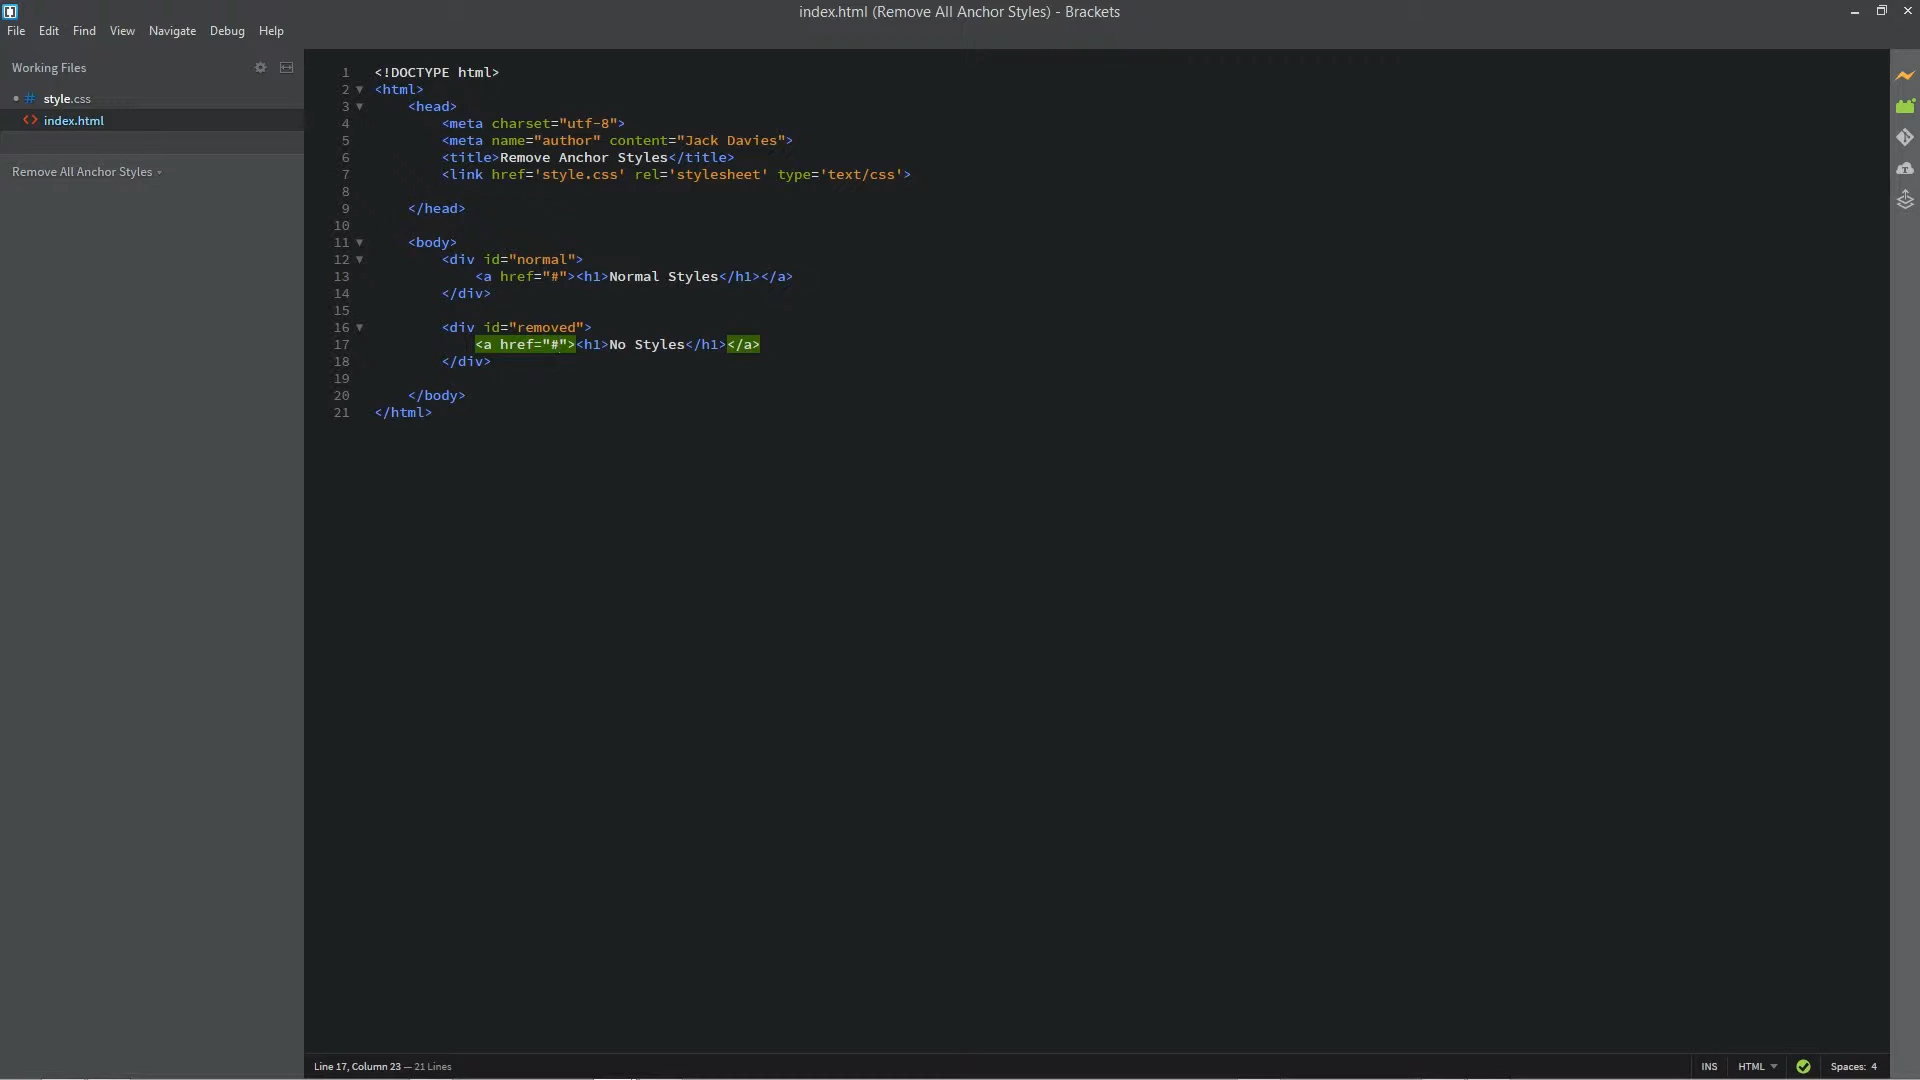 index.html (Remove All Anchor Styles) - Brackets
File Edit Find View Navigate Debug Help
Working Files
style.css
index.html
Remove All Anchor Styles
1 <!DOCTYPE html>
2 <html>
3 <head>
4 <meta charset="utf-8">
5 <meta name="author" content="Jack Davies">
6 <title>Remove Anchor Styles</title>
7 <link href='style.css' rel='stylesheet' type='text/css'>
8
9 </head>
10
11 <body>
12 <div id="normal">
13 <a href="#"><h1>Normal Styles</h1></a>
14 </div>
15
16 <div id="removed">
17 <a href="#"><h1>No Styles</h1></a>
18 </div>
19
20 </body>
21 </html>
Line 17, Column 23 — 21 Lines
INS HTML Spaces: 4